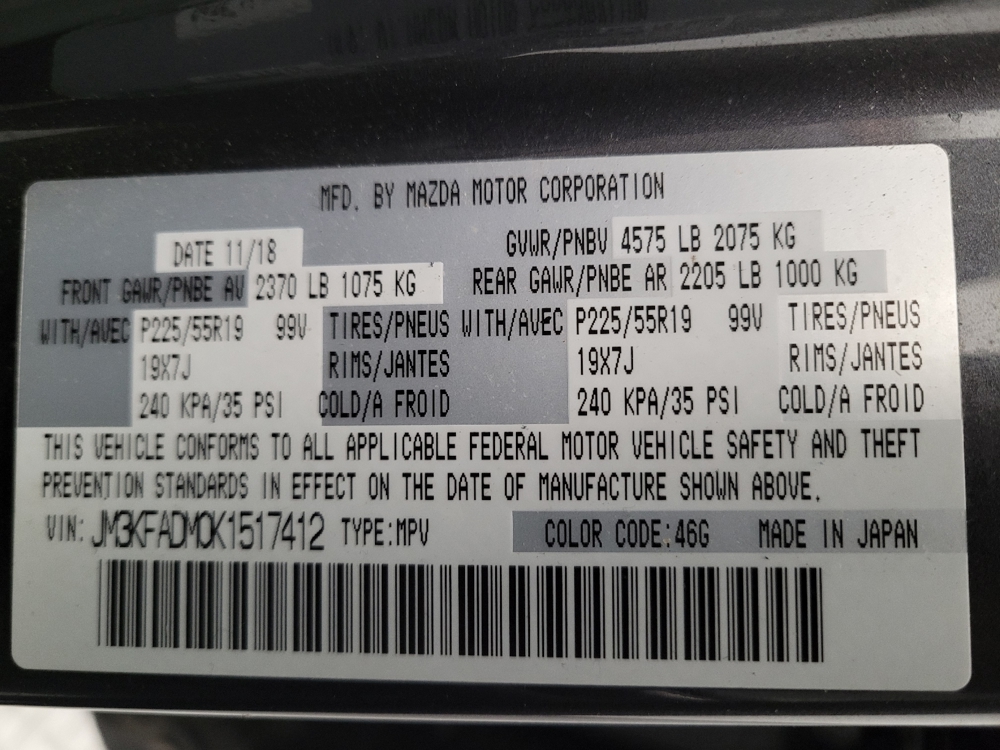 MFD. BY MAZDA MOTOR CORPORATION
DATE 11/18 GVWR/PNBV 4575 LB 2075 KG
FRONT GAWR/PNBE AV 2370 LB 1075 KG REAR GAWR/PNBE AR 2205 LB 1000 KG
WITH/AVEC P225/55R19 99V TIRES/PNEUS WITH/AVEC P225/55R19 99V TIRES/PNEUS
19X7J RIMS/JANTES 19X7J RIMS/JANTES
240 KPA/35 PSI COLD/A FROID 240 KPA/35 PSI COLD/A FROID
THIS VEHICLE CONFORMS TO ALL APPLICABLE FEDERAL MOTOR VEHICLE SAFETY AND THEFT
PREVENTION STANDARDS IN EFFECT ON THE DATE OF MANUFACTURE SHOWN ABOVE.
VIN: JM3KFADM0K1517412 TYPE:MPV COLOR CODE:46G MADE IN JAPAN